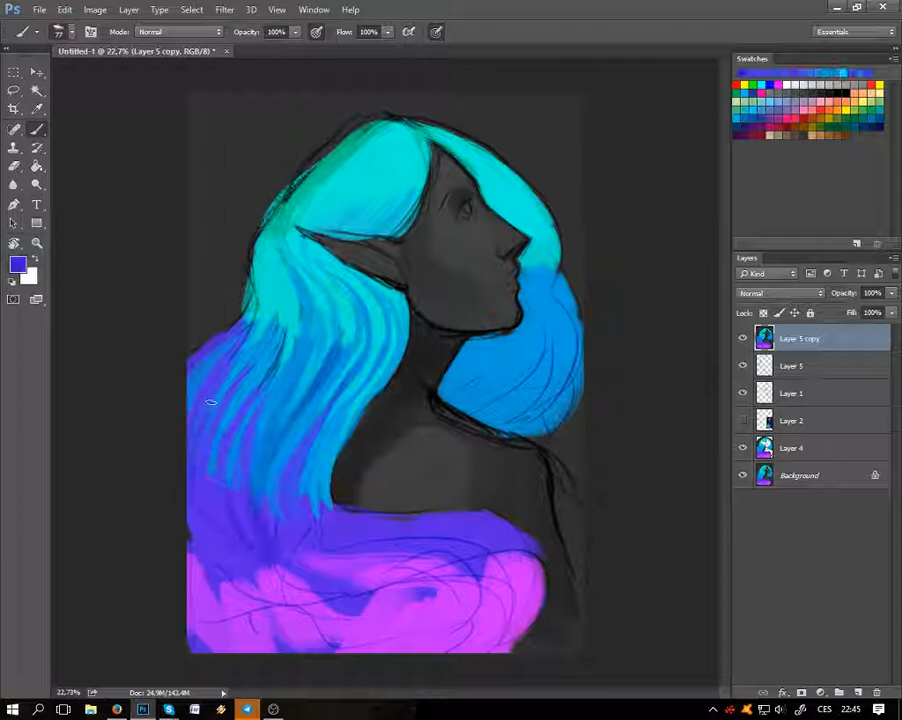 Ps File Edit Image Layer Type Select Filter 3D View Window Help
77 Mode: Normal Opacity: 100% Flow: 100% Essentials
Untitled-1 @ 22,7% (Layer 5 copy, RGB/8) * ×
Swatches
Layers
Kind
Normal Opacity: 100%
Lock: Fill: 100%
Layer 5 copy
Layer 5
Layer 1
Layer 2
Layer 4
Background
22,73% Doc: 24,9M/142,4M
fx
Ps W CES 22:45